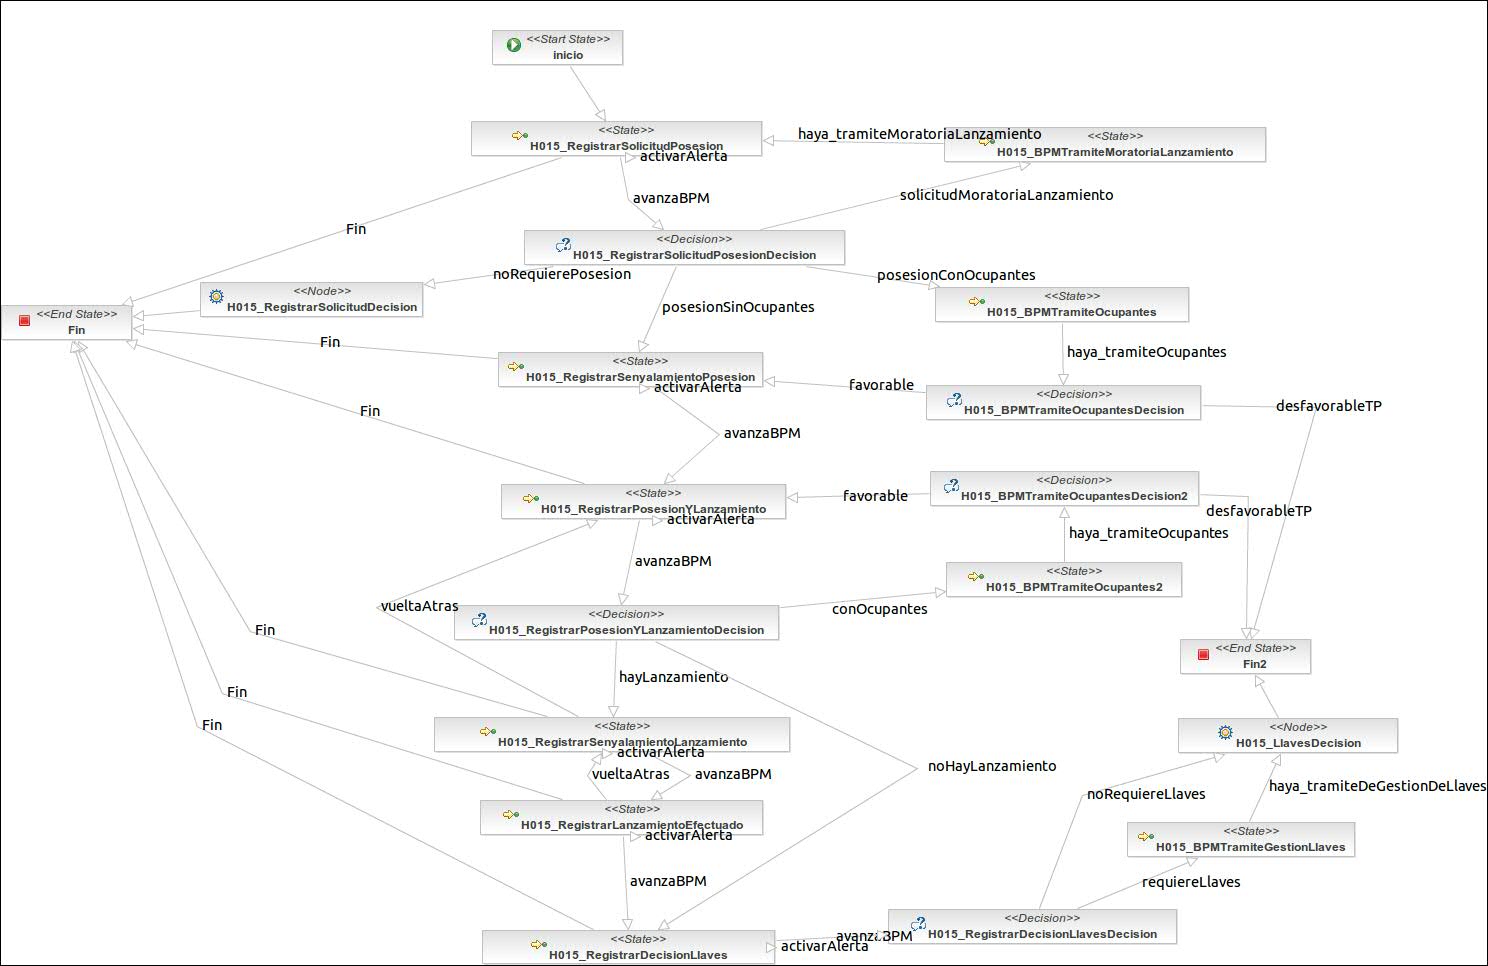 <<Start State>>
inicio
<<State>>
H015_RegistrarSolicitudPosesion
haya_tramiteMoratoriaLanzamiento
<<State>>
H015_BPMTramiteMoratoriaLanzamiento
activarAlerta
avanzaBPM
solicitudMoratoriaLanzamiento
Fin
<<Decision>>
H015_RegistrarSolicitudPosesionDecision
noRequierePosesion
posesionConOcupantes
<<Node>>
H015_RegistrarSolicitudDecision
<<State>>
H015_BPMTramiteOcupantes
<<End State>>
Fin
posesionSinOcupantes
Fin
haya_tramiteOcupantes
<<State>>
H015_RegistrarSenyalamientoPosesion
activarAlerta
favorable
<<Decision>>
H015_BPMTramiteOcupantesDecision
desfavorableTP
Fin
avanzaBPM
<<State>>
H015_RegistrarPosesionYLanzamiento
activarAlerta
favorable
<<Decision>>
H015_BPMTramiteOcupantesDecision2
desfavorableTP
haya_tramiteOcupantes
avanzaBPM
<<State>>
H015_BPMTramiteOcupantes2
vueltaAtras
<<Decision>>
H015_RegistrarPosesionYLanzamientoDecision
conOcupantes
Fin
<<End State>>
Fin2
hayLanzamiento
Fin
Fin
<<State>>
H015_RegistrarSenyalamientoLanzamiento
activarAlerta
<<Node>>
H015_LlavesDecision
vueltaAtras
avanzaBPM
noHayLanzamiento
haya_tramiteDeGestionDeLlaves
noRequiereLlaves
<<State>>
H015_RegistrarLanzamientoEfectuado
activarAlerta
<<State>>
H015_BPMTramiteGestionLlaves
avanzaBPM
requiereLlaves
<<State>>
H015_RegistrarDecisionLlaves
avanzaBPM
activarAlerta
<<Decision>>
H015_RegistrarDecisionLlavesDecision